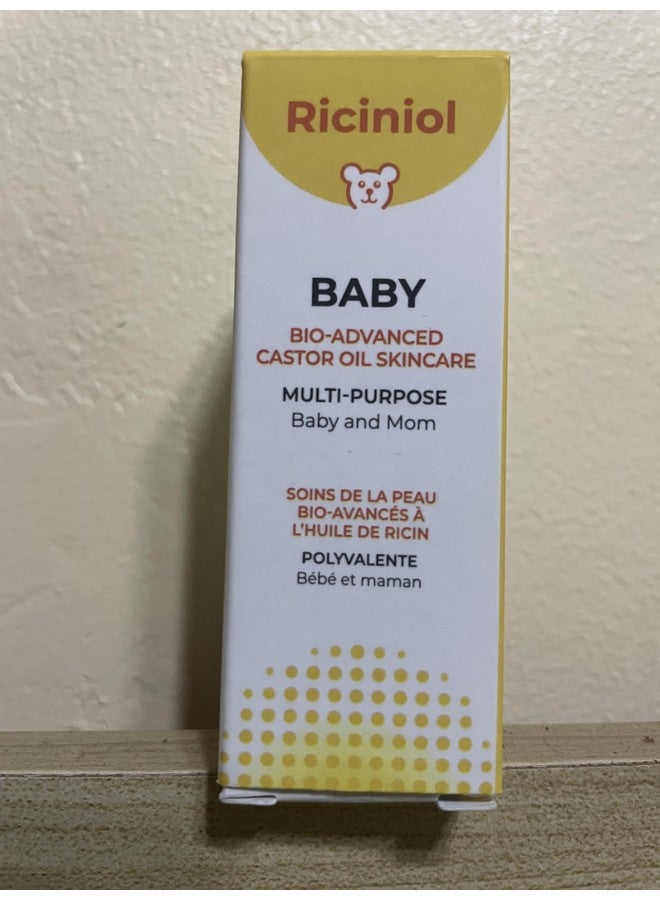 Riciniol
BABY
BIO-ADVANCED
CASTOR OIL SKINCARE
MULTI-PURPOSE
Baby and Mom
SOINS DE LA PEAU
BIO-AVANCÉS À
L'HUILE DE RICIN
POLYVALENTE
Bébé et maman